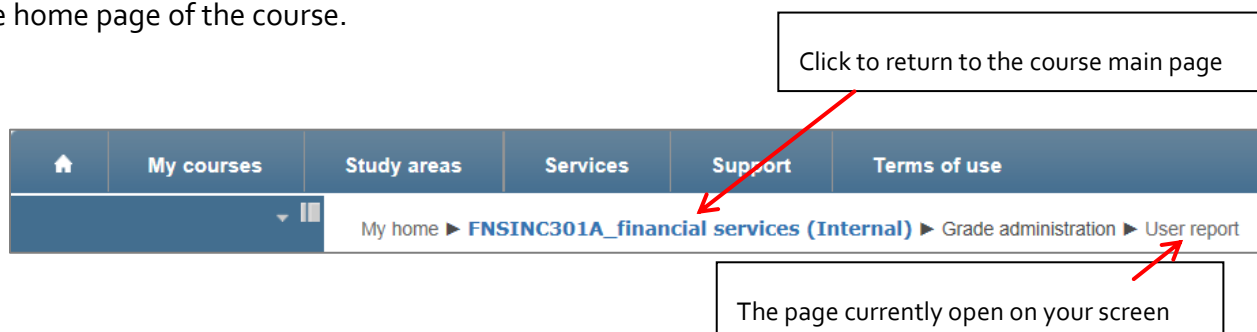 e home page of the course.
Click to return to the course main page
My courses Study areas Services Support Terms of use
My home ► FNSINC301A_financial services (Internal) ► Grade administration ► User report
The page currently open on your screen